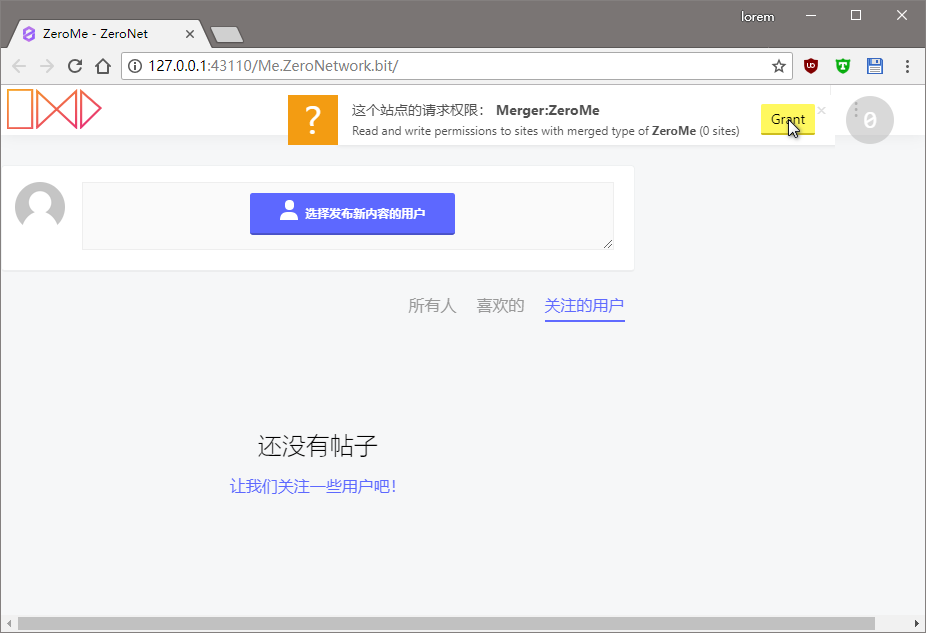 lorem
ZeroMe - ZeroNet
127.0.0.1:43110/Me.ZeroNetwork.bit/
?
这个站点的请求权限： Merger:ZeroMe
Read and write permissions to sites with merged type of ZeroMe (0 sites)
Grant
0
选择发布新内容的用户
所有人 喜欢的 关注的用户
还没有帖子
让我们关注一些用户吧！